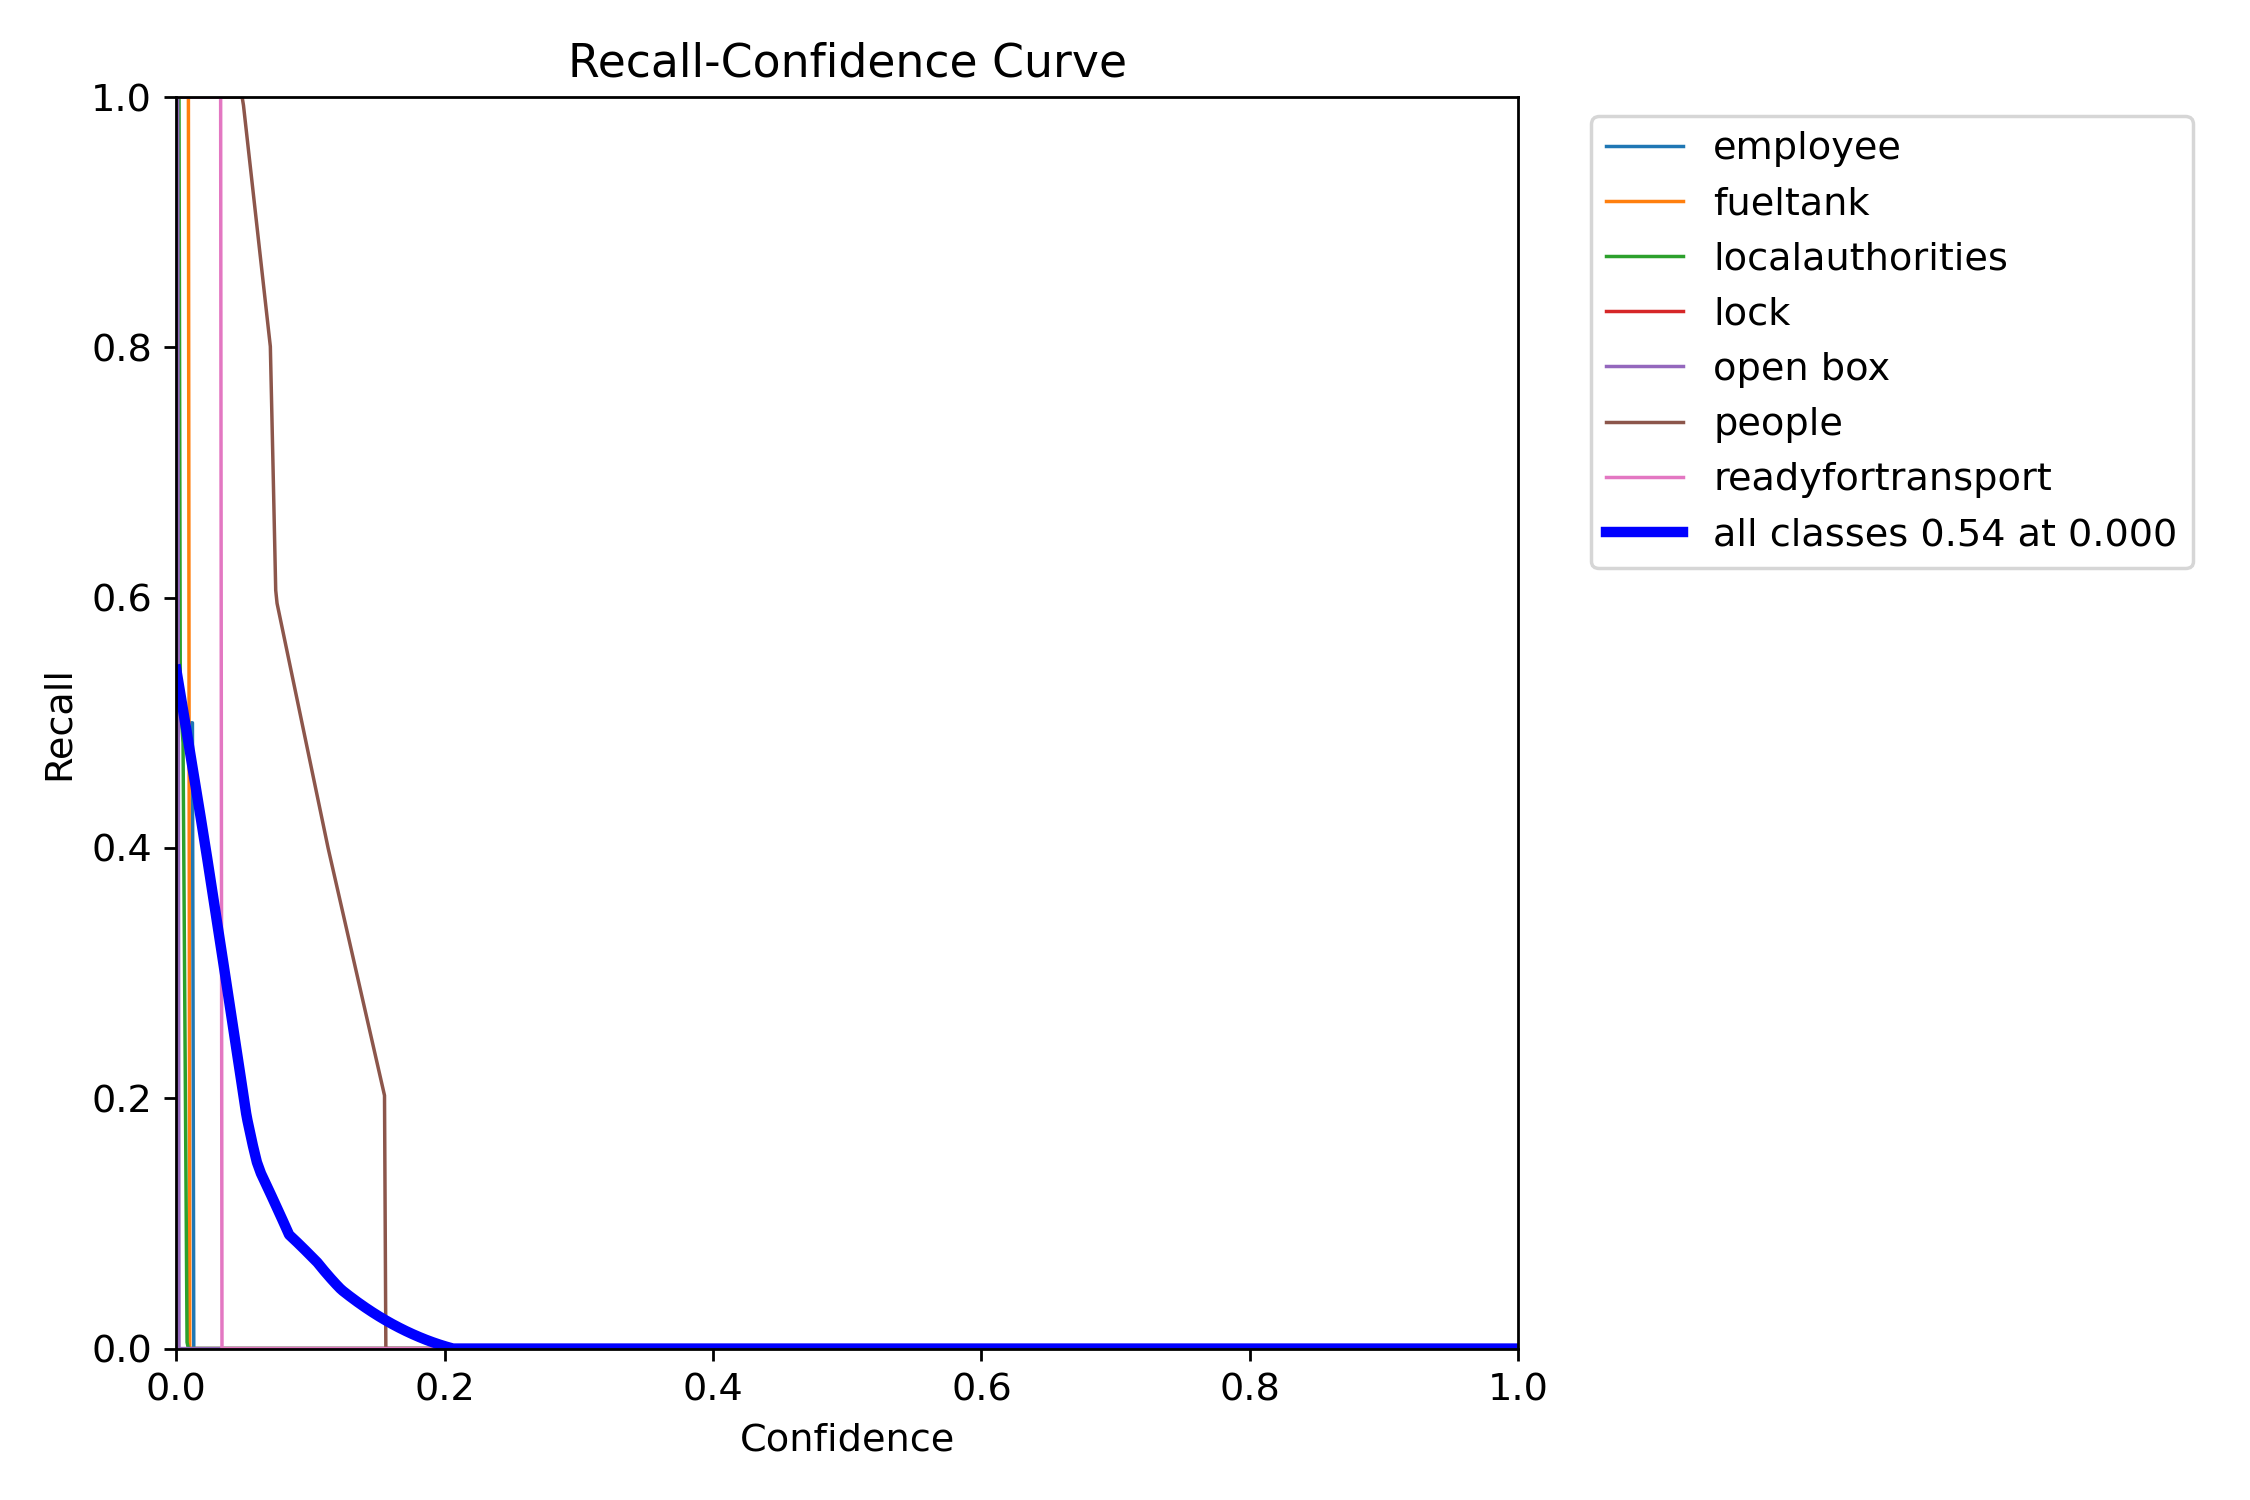 Recall-Confidence Curve
1.0
0.8
0.6
0.4
0.2
0.0
Recall
0.0 0.2 0.4 0.6 0.8 1.0
Confidence
employee
fueltank
localauthorities
lock
open box
people
readyfortransport
all classes 0.54 at 0.000